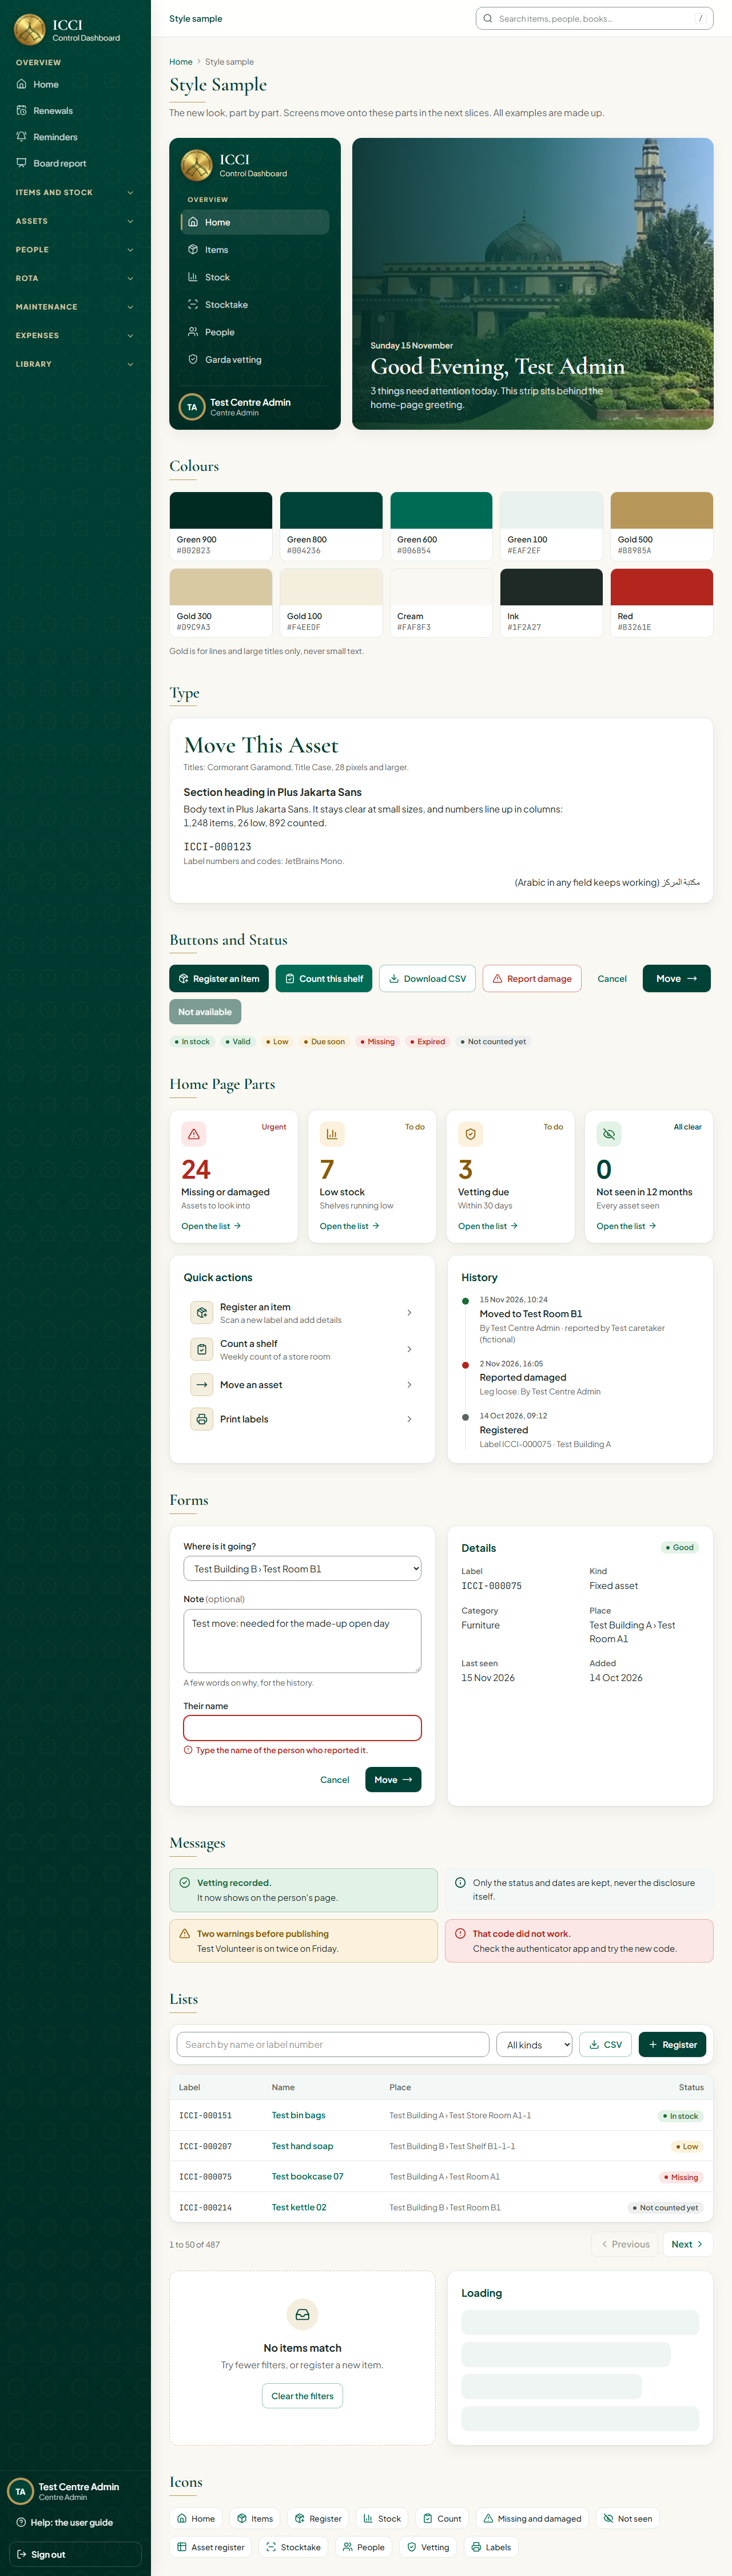 ICCI
Control Dashboard
OVERVIEW
Home
Renewals
Reminders
Board report
ITEMS AND STOCK
ASSETS
PEOPLE
ROTA
MAINTENANCE
EXPENSES
LIBRARY
TA
Test Centre Admin
Centre Admin
Help: the user guide
Sign out
Style sample
Search items, people, books…
/
Home
Style sample
Style Sample
The new look, part by part. Screens move onto these parts in the next slices. All examples are made up.
ICCI
Control Dashboard
OVERVIEW
Home
Items
Stock
Stocktake
People
Garda vetting
TA
Test Centre Admin
Centre Admin
Sunday 15 November
Good Evening, Test Admin
3 things need attention today. This strip sits behind the
home-page greeting.
Colours
Green 900
#002B23
Green 800
#004236
Green 600
#006B54
Green 100
#EAF2EF
Gold 500
#B8985A
Gold 300
#D9C9A3
Gold 100
#F4EEDF
Cream
#FAF8F3
Ink
#1F2A27
Red
#B3261E
Gold is for lines and large titles only, never small text.
Type
Move This Asset
Titles: Cormorant Garamond, Title Case, 28 pixels and larger.
Section heading in Plus Jakarta Sans
Body text in Plus Jakarta Sans. It stays clear at small sizes, and numbers line up in columns:
1,248 items, 26 low, 892 counted.
ICCI-000123
Label numbers and codes: JetBrains Mono.
مكتبة المركز (Arabic in any field keeps working)
Buttons and Status
Register an item
Count this shelf
Download CSV
Report damage
Cancel
Move
Not available
In stock
Valid
Low
Due soon
Missing
Expired
Not counted yet
Home Page Parts
Urgent
24
Missing or damaged
Assets to look into
Open the list
To do
7
Low stock
Shelves running low
Open the list
To do
3
Vetting due
Within 30 days
Open the list
All clear
0
Not seen in 12 months
Every asset seen
Open the list
Quick actions
Register an item
Scan a new label and add details
Count a shelf
Weekly count of a store room
Move an asset
Print labels
History
15 Nov 2026, 10:24
Moved to Test Room B1
By Test Centre Admin · reported by Test caretaker
(fictional)
2 Nov 2026, 16:05
Reported damaged
Leg loose. By Test Centre Admin
14 Oct 2026, 09:12
Registered
Label ICCI-000075 · Test Building A
Forms
Where is it going?
Test Building B › Test Room B1
Note (optional)
Test move: needed for the made-up open day
A few words on why, for the history.
Their name
Type the name of the person who reported it.
Cancel
Move
Details
Good
Label
ICCI-000075
Kind
Fixed asset
Category
Furniture
Place
Test Building A › Test
Room A1
Last seen
15 Nov 2026
Added
14 Oct 2026
Messages
Vetting recorded.
It now shows on the person's page.
Only the status and dates are kept, never the disclosure
itself.
Two warnings before publishing
Test Volunteer is on twice on Friday.
That code did not work.
Check the authenticator app and try the new code.
Lists
Search by name or label number
All kinds
CSV
Register
Label Name Place Status
ICCI-000151 Test bin bags Test Building A › Test Store Room A1-1 In stock
ICCI-000207 Test hand soap Test Building B › Test Shelf B1-1-1 Low
ICCI-000075 Test bookcase 07 Test Building A › Test Room A1 Missing
ICCI-000214 Test kettle 02 Test Building B › Test Room B1 Not counted yet
1 to 50 of 487
Previous
Next
No items match
Try fewer filters, or register a new item.
Clear the filters
Loading
Icons
Home
Items
Register
Stock
Count
Missing and damaged
Not seen
Asset register
Stocktake
People
Vetting
Labels